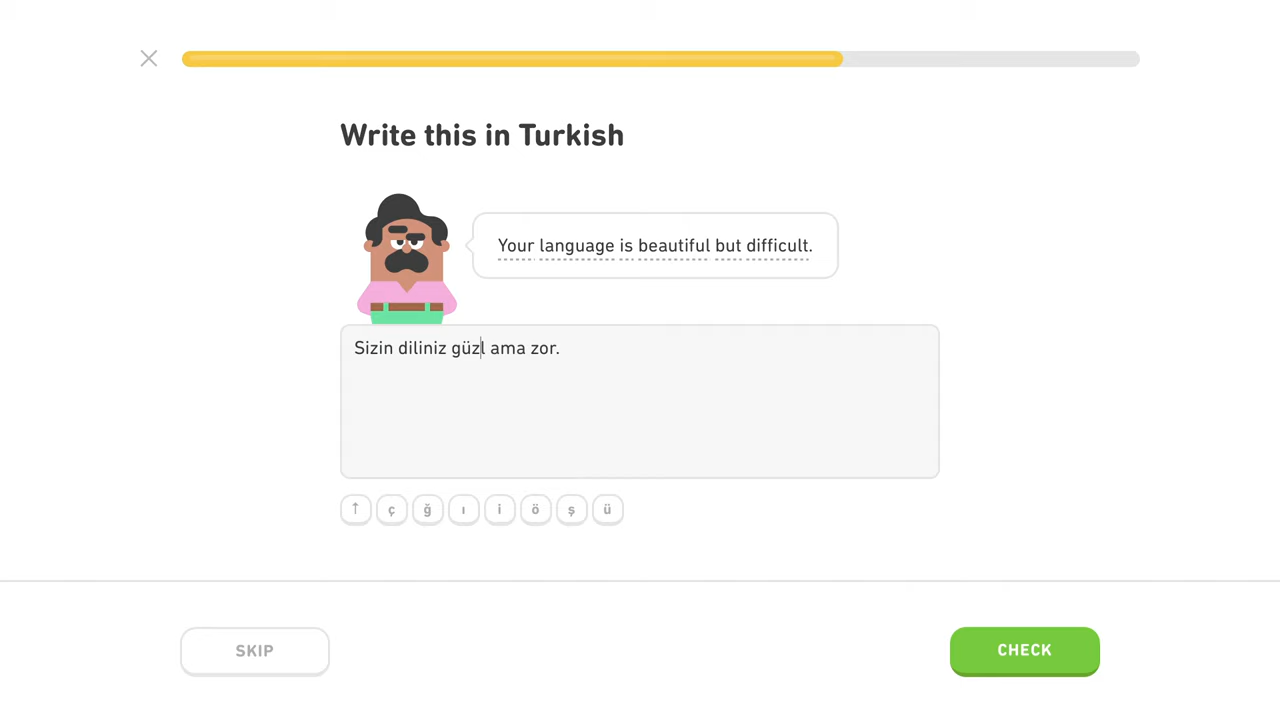 Write this in Turkish
Your language is beautiful but difficult.
Sizin diliniz güzl ama zor.
↑ ç ğ ı i ö ş ü
SKIP
CHECK